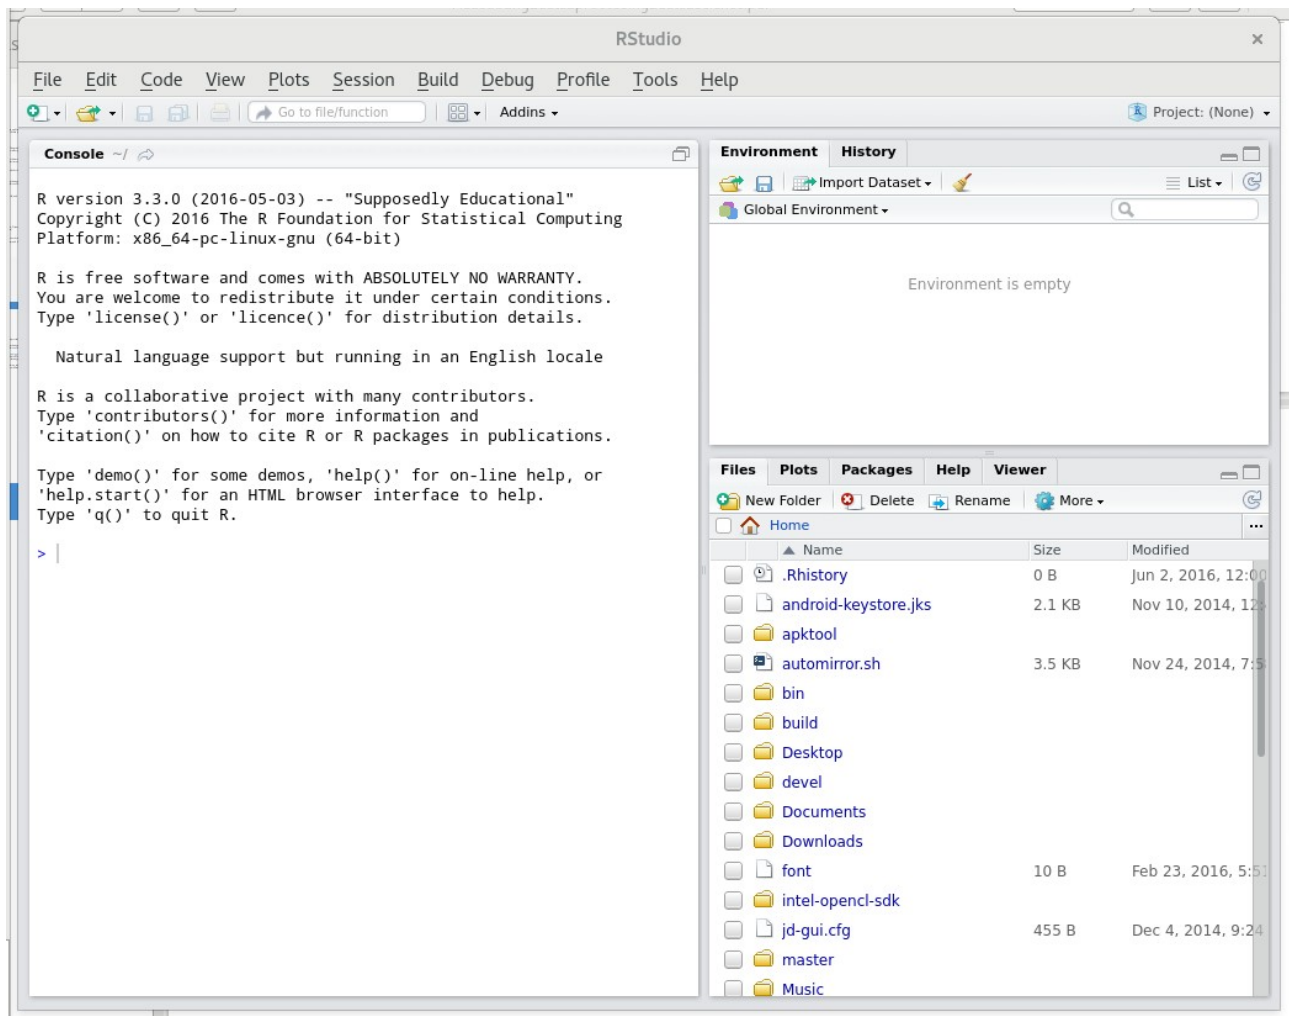 RStudio
File Edit Code View Plots Session Build Debug Profile Tools Help
Go to file/function Addins Project: (None)
Console ~/
R version 3.3.0 (2016-05-03) -- "Supposedly Educational"
Copyright (C) 2016 The R Foundation for Statistical Computing
Platform: x86_64-pc-linux-gnu (64-bit)
R is free software and comes with ABSOLUTELY NO WARRANTY.
You are welcome to redistribute it under certain conditions.
Type 'license()' or 'licence()' for distribution details.
Natural language support but running in an English locale
R is a collaborative project with many contributors.
Type 'contributors()' for more information and
'citation()' on how to cite R or R packages in publications.
Type 'demo()' for some demos, 'help()' for on-line help, or
'help.start()' for an HTML browser interface to help.
Type 'q()' to quit R.
>
Environment History
Import Dataset List
Global Environment
Environment is empty
Files Plots Packages Help Viewer
New Folder Delete Rename More
Home ...
Name Size Modified
.Rhistory 0 B Jun 2, 2016, 12:00
android-keystore.jks 2.1 KB Nov 10, 2014,
apktool
automirror.sh 3.5 KB Nov 24, 2014,
bin
build
Desktop
devel
Documents
Downloads
font 10 B Feb 23, 2016,
intel-opencl-sdk
jd-gui.cfg 455 B Dec 4, 2014, 9:24
master
Music